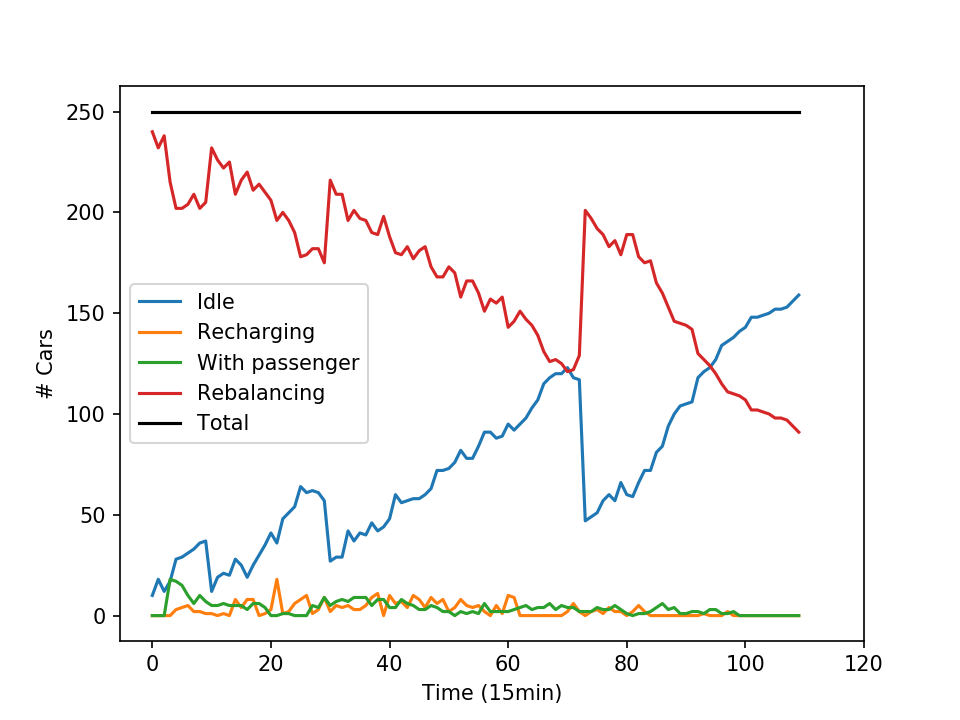 250
200
150
100
50
0
# Cars
Idle
Recharging
With passenger
Rebalancing
Total
0 20 40 60 80 100 120
Time (15min)